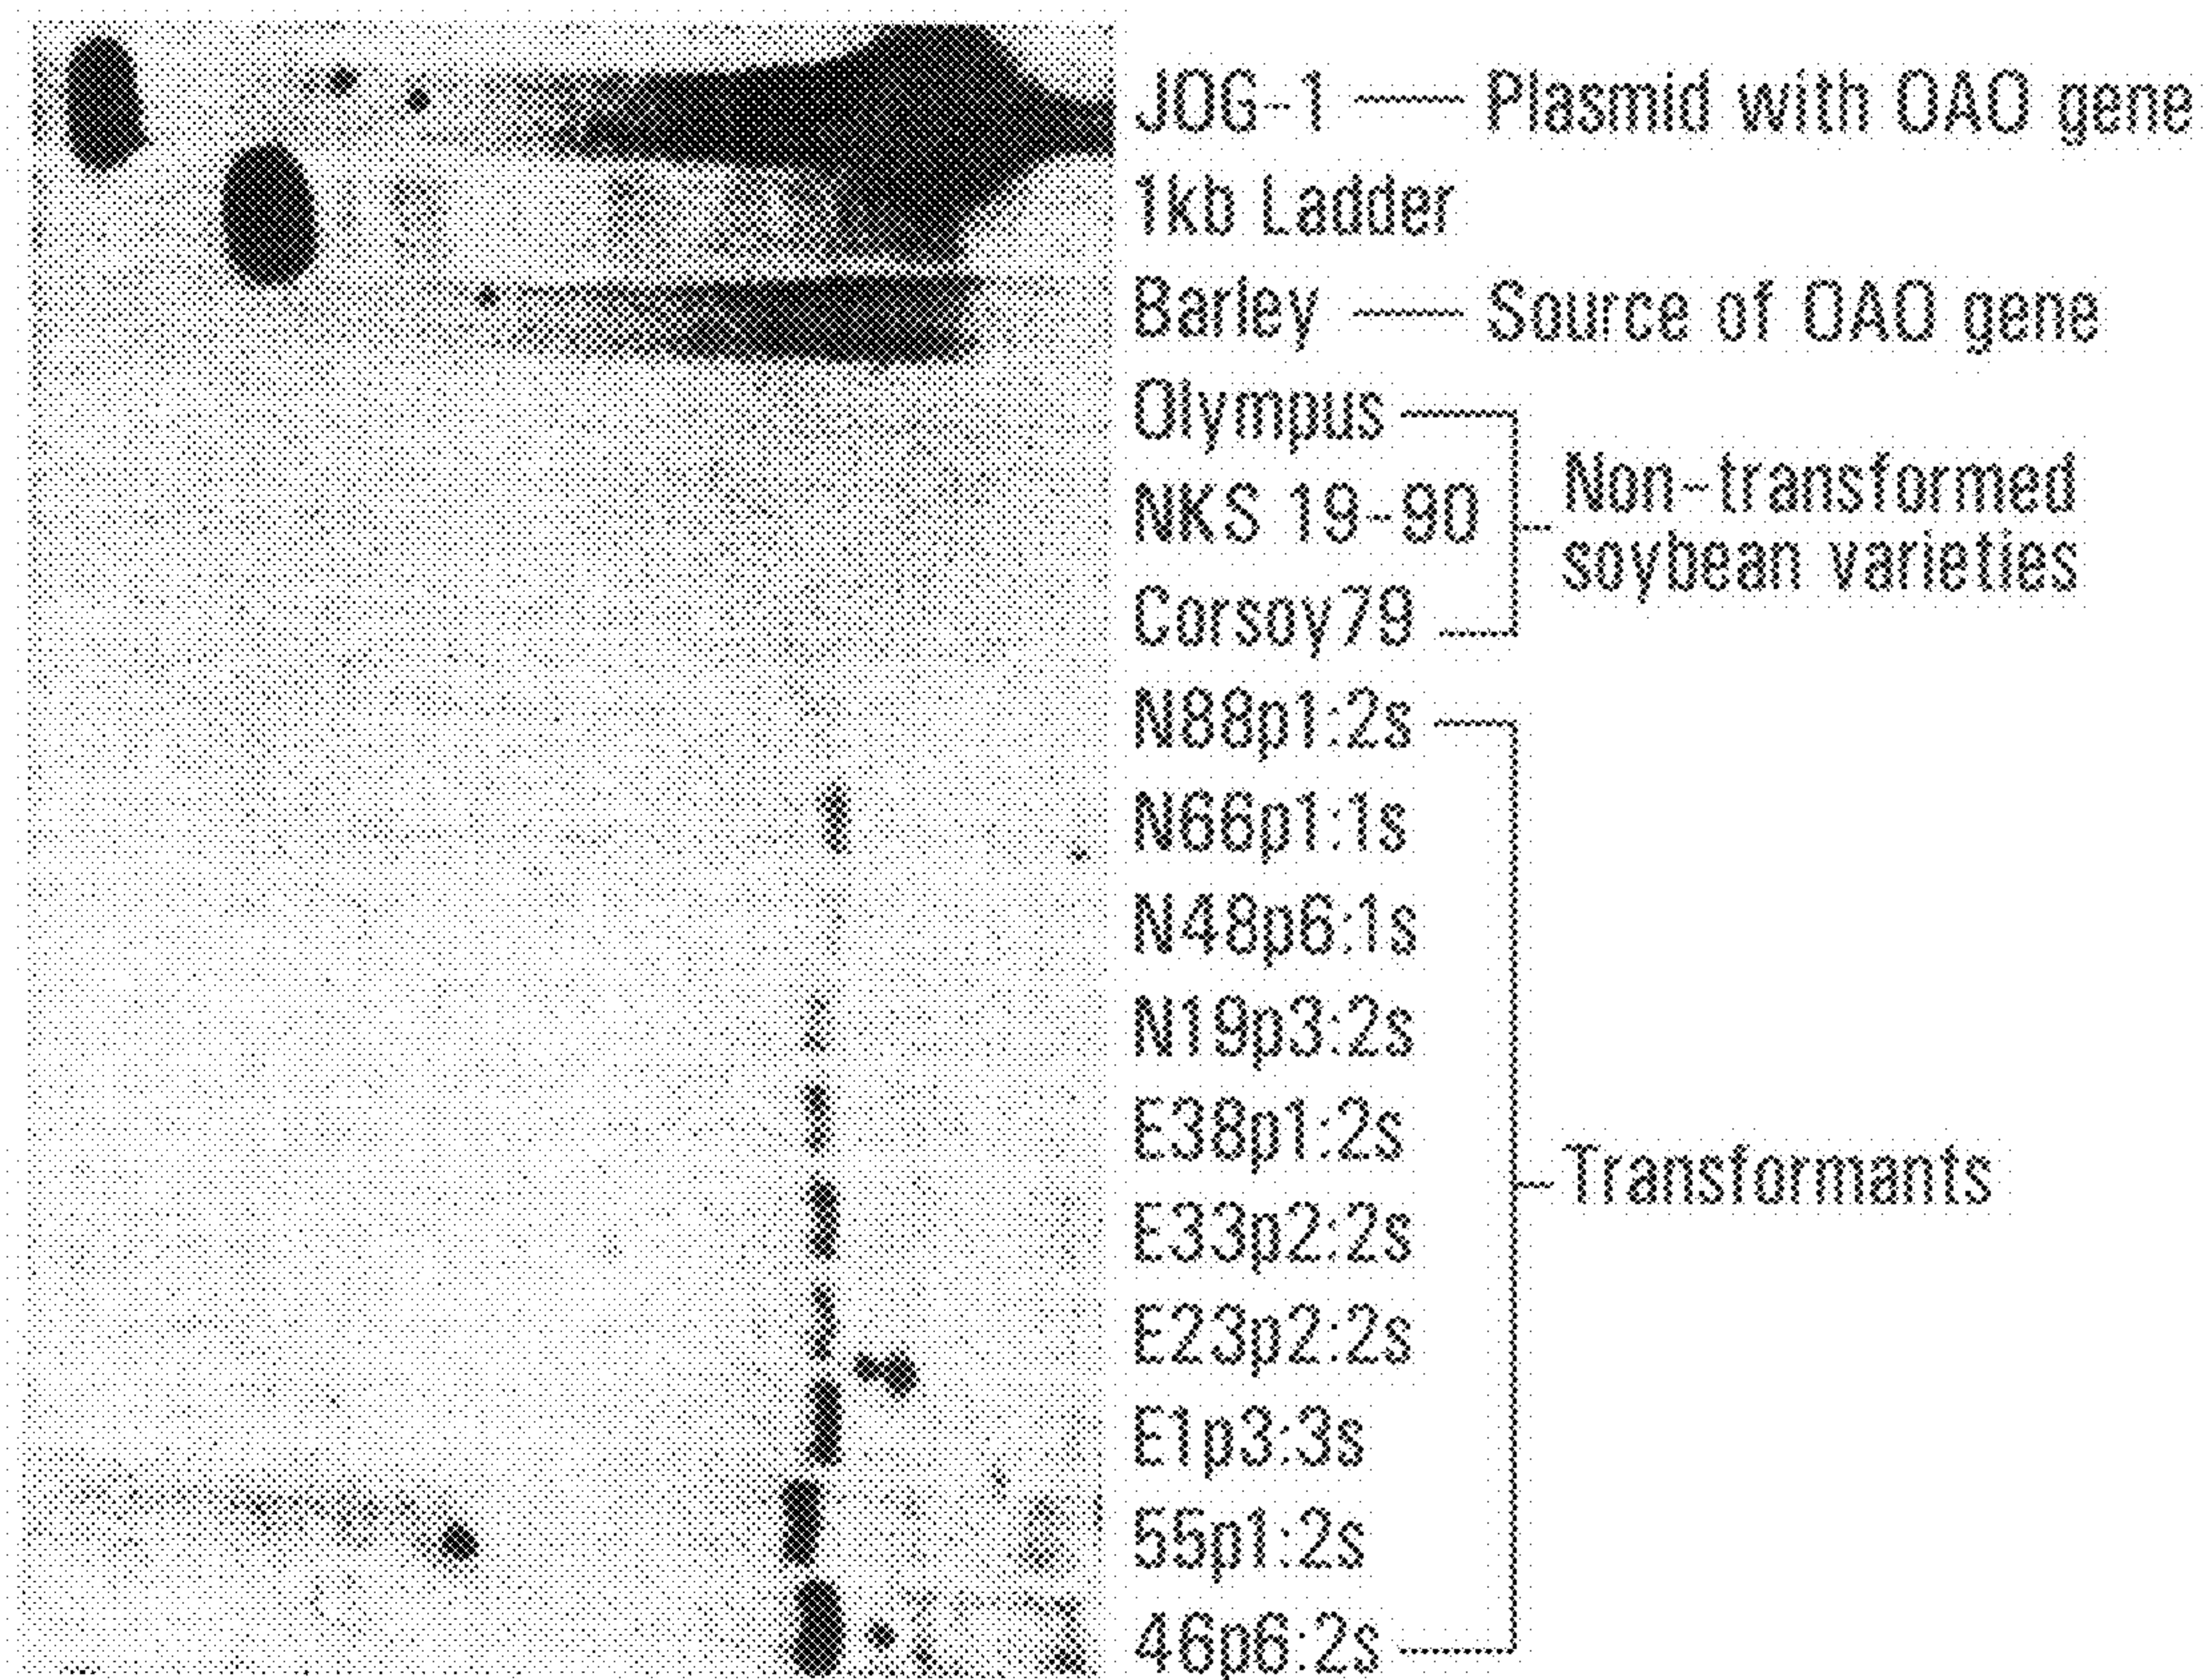 JOG-1 — Plasmid with OAO gene
1kb Ladder
Barley — Source of OAO gene
Olympus
NKS 19-90
Corsoy79
Non-transformed
soybean varieties
N88p1:2s
N66p1:1s
N48p6:1s
N19p3:2s
E38p1:2s
E33p2:2s
E23p2:2s
E1p3:3s
55p1:2s
46p6:2s
Transformants